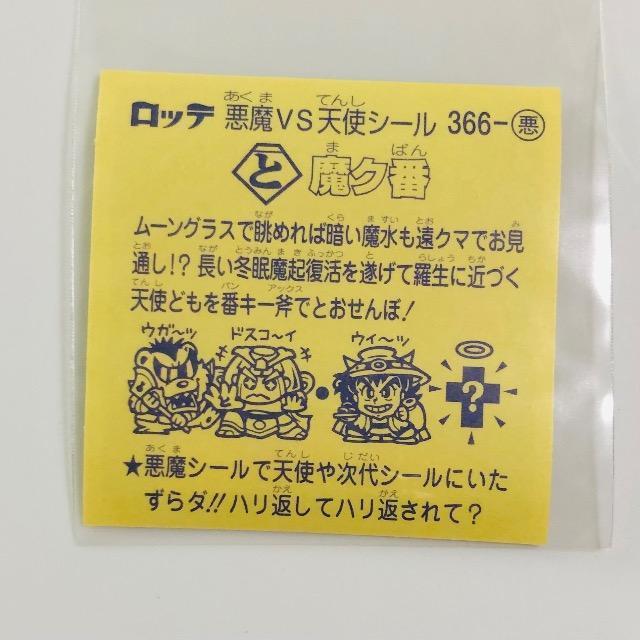 ロッテ 悪魔VS天使シール 366-悪
と 魔ク番
ムーングラスで眺めれば暗い魔水も遠クマでお見
通し!? 長い冬眠魔起復活を遂げて羅生に近づく
天使どもを番キー斧でとおせんぼ!
ウガ〜ッ ドスコ〜イ ウイ〜ッ
?
★悪魔シールで天使や次代シールにいた
ずらダ!!ハリ返してハリ返されて?